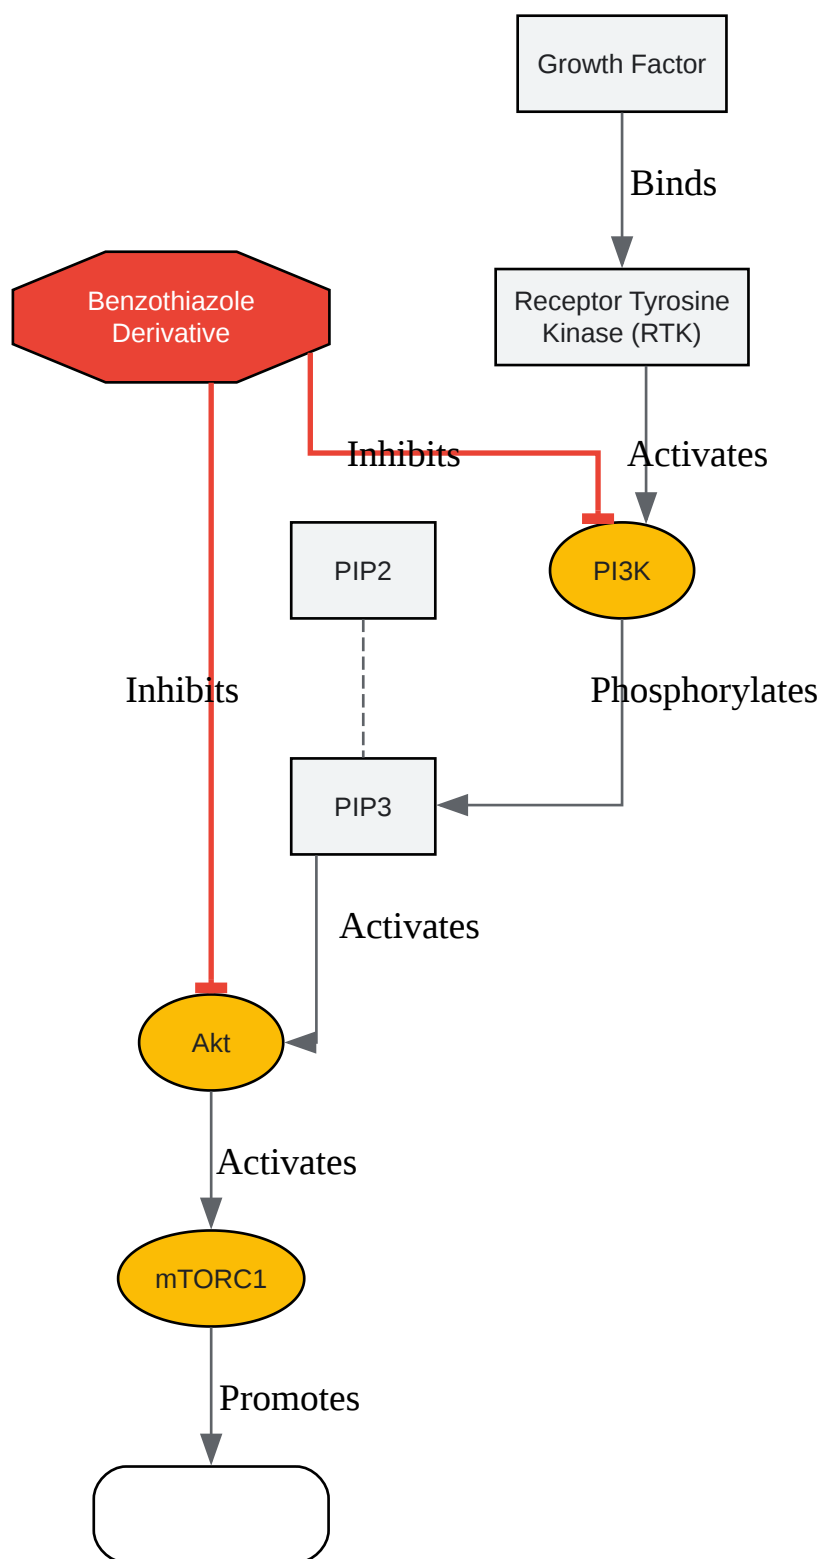 Growth Factor
Binds
Benzothiazole
Derivative
Receptor Tyrosine
Kinase (RTK)
Inhibits
Activates
PIP2
PI3K
Inhibits
Phosphorylates
PIP3
Activates
Akt
Activates
mTORC1
Promotes